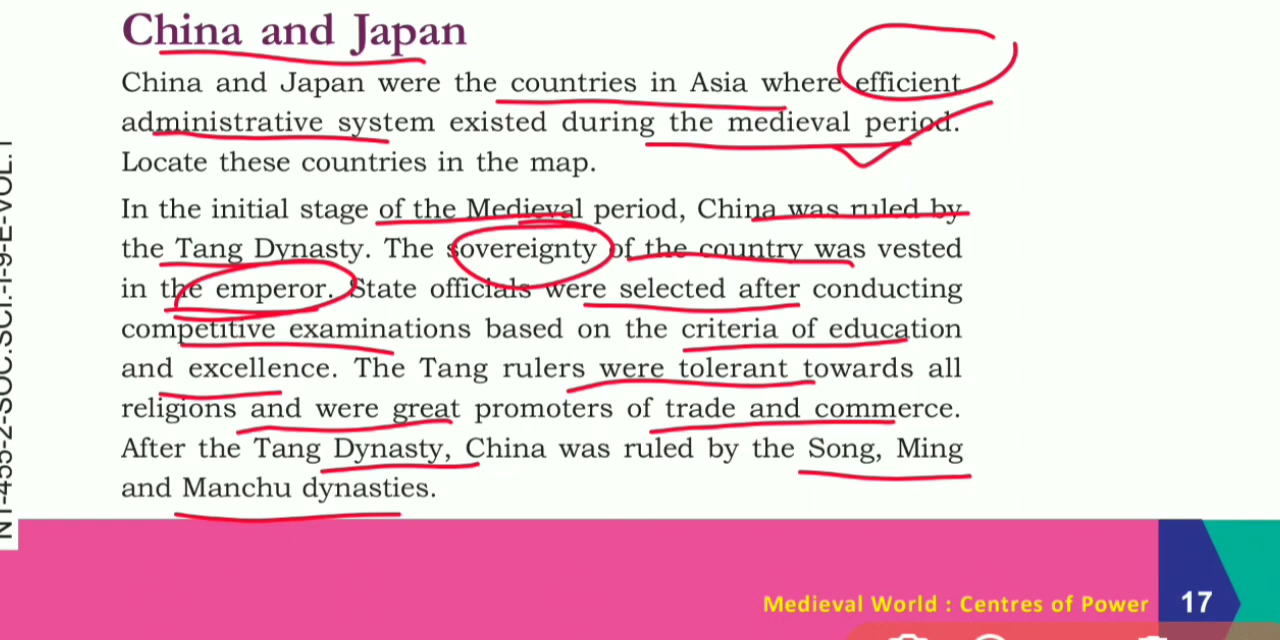 China and Japan
China and Japan were the countries in Asia where efficient
administrative system existed during the medieval period.
Locate these countries in the map.
In the initial stage of the Medieval period, China was ruled by
the Tang Dynasty. The sovereignty of the country was vested
in the emperor. State officials were selected after conducting
competitive examinations based on the criteria of education
and excellence. The Tang rulers were tolerant towards all
religions and were great promoters of trade and commerce.
After the Tang Dynasty, China was ruled by the Song, Ming
and Manchu dynasties.
Medieval World : Centres of Power 17